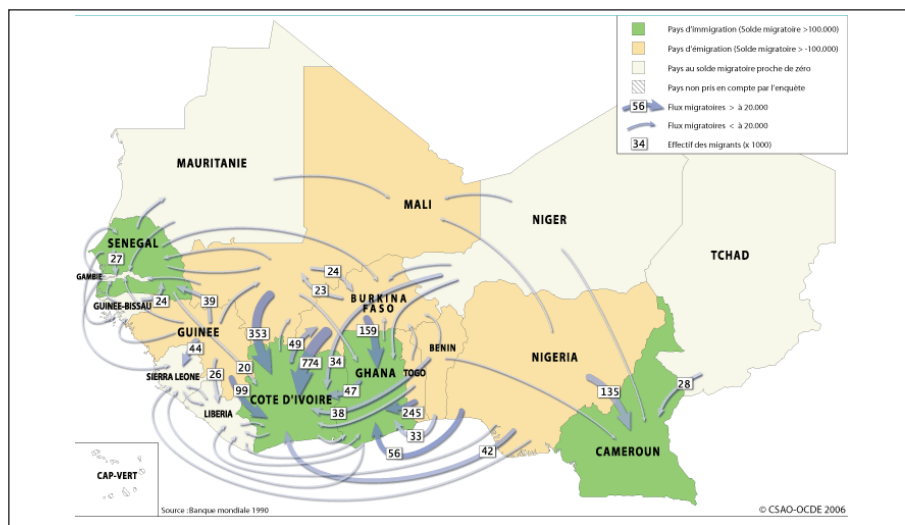 Pays d'immigration (Solde migratoire >100.000)
Pays d'émigration (Solde migratoire > -100.000)
Pays au solde migratoire proche de zéro
Pays non pris en compte par l'enquête
56 Flux migratoires > à 20.000
Flux migratoires < à 20.000
34 Effectif des migrants (x 1000)
MAURITANIE
MALI
NIGER
TCHAD
SENEGAL
27
GAMBIE
24
23
GUINEE-BISSAU
24
39
BURKINA
FASO
GUINEE
353
159
BENIN
NIGERIA
44
49
SIERRA LEONE
20
774
34
GHANA
TOGO
26
99
COTE D'IVOIRE
47
135
28
LIBERIA
38
245
33
56
42
CAMEROUN
CAP-VERT
Source : Banque mondiale 1990
© CSAO-OCDE 2006